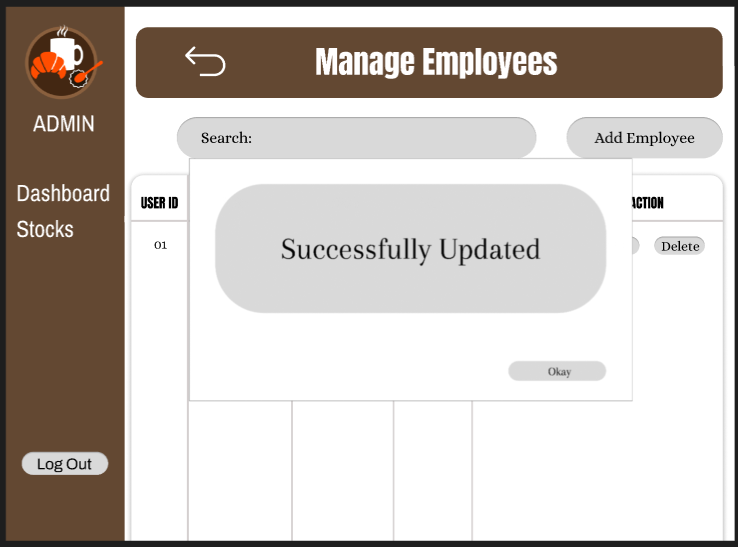 Manage Employees
ADMIN
Search:
Add Employee
Dashboard
Stocks
USER ID
ACTION
01
Delete
Successfully Updated
Okay
Log Out